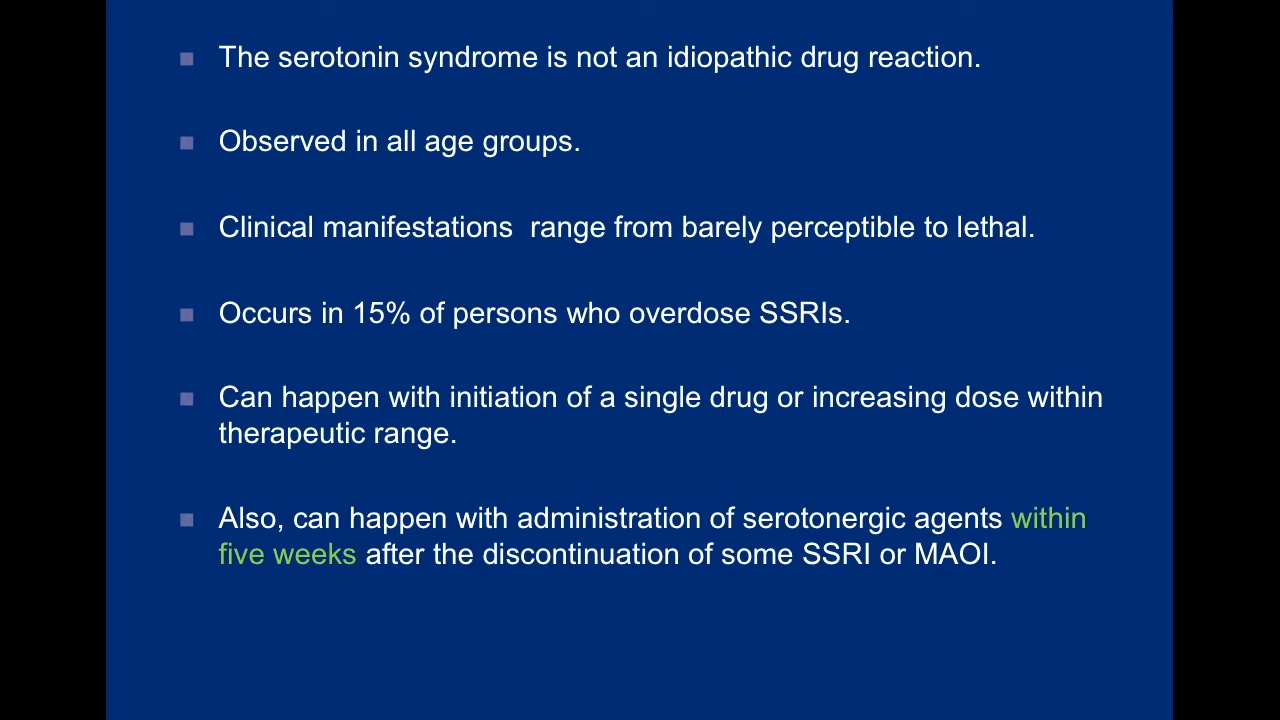 The serotonin syndrome is not an idiopathic drug reaction.
Observed in all age groups.
Clinical manifestations  range from barely perceptible to lethal.
Occurs in 15% of persons who overdose SSRIs.
Can happen with initiation of a single drug or increasing dose within
therapeutic range.
Also, can happen with administration of serotonergic agents within
five weeks after the discontinuation of some SSRI or MAOI.